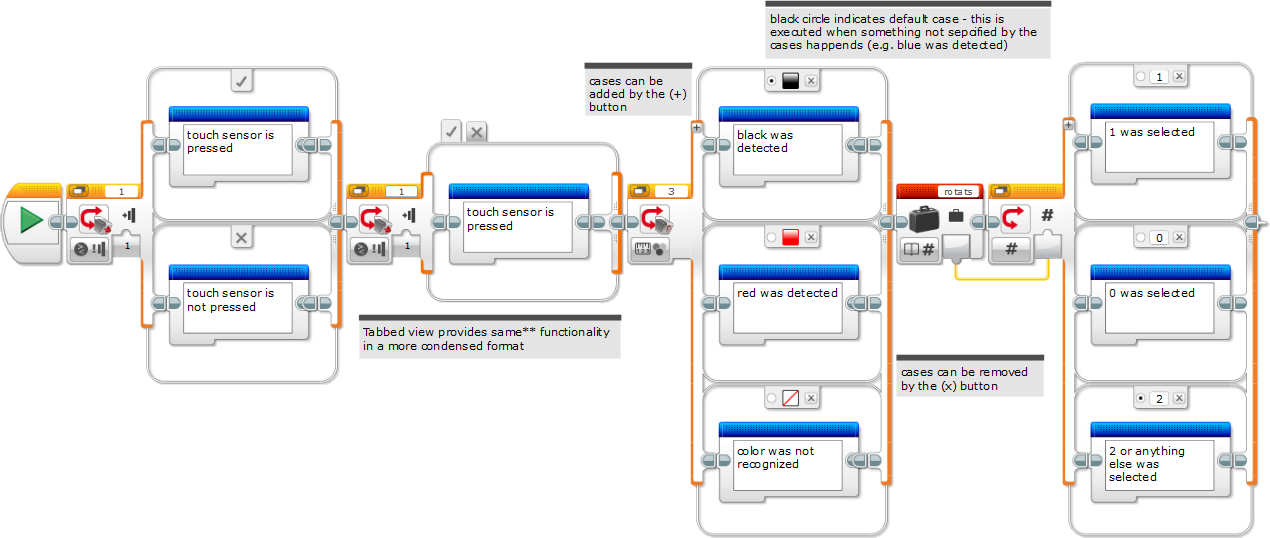 black circle indicates default case - this is
executed when something not sepcified by the
cases happends (e.g. blue was detected)
cases can be
added by the (+)
button
1
touch sensor is
pressed
touch sensor is
not pressed
1
1
touch sensor is
pressed
1
Tabbed view provides same** functionality
in a more condensed format
3
black was
detected
red was detected
color was not
recognized
rotats
#
cases can be removed
by the (x) button
#
#
1
1 was selected
0
0 was selected
2
2 or anything
else was
selected